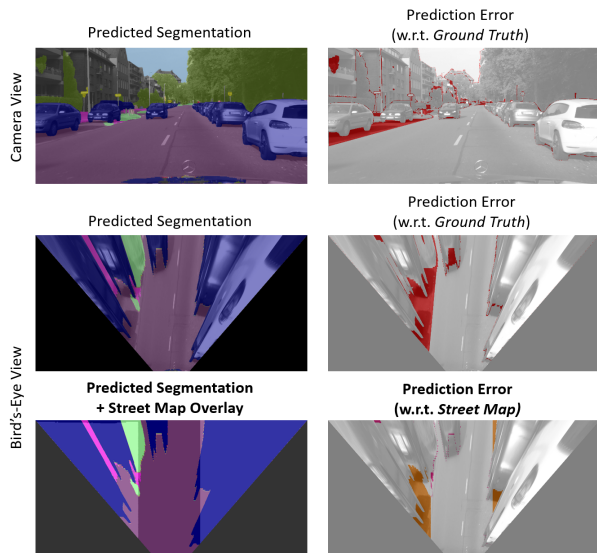 Predicted Segmentation
Prediction Error
(w.r.t. Ground Truth)
Camera View
Predicted Segmentation
Prediction Error
(w.r.t. Ground Truth)
Bird's-Eye View
Predicted Segmentation
+ Street Map Overlay
Prediction Error
(w.r.t. Street Map)